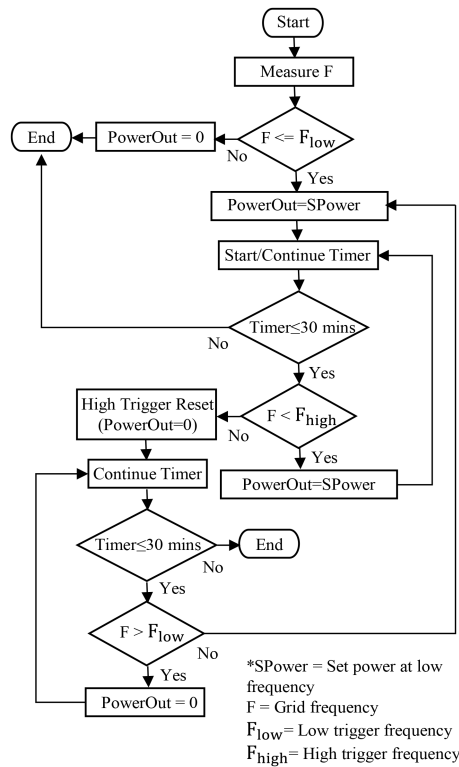 Start
Measure F
F <= Flow
No
PowerOut = 0
End
Yes
PowerOut=SPower
Start/Continue Timer
Timer≤30 mins
No
Yes
F < Fhigh
No
High Trigger Reset
(PowerOut=0)
Yes
PowerOut=SPower
Continue Timer
Timer≤30 mins
No
End
Yes
F > Flow
No
Yes
PowerOut = 0
*SPower = Set power at low
frequency
F = Grid frequency
Flow= Low trigger frequency
Fhigh= High trigger frequency